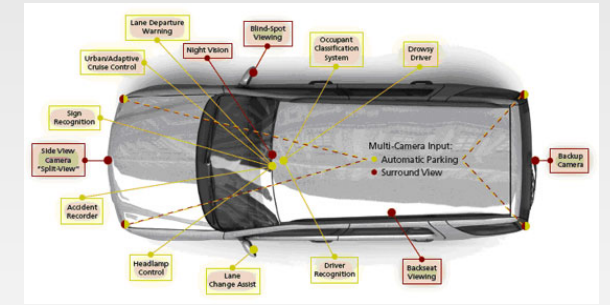 Lane Departure
Warning
Blind-Spot
Viewing
Night Vision
Occupant
Classification
System
Drowsy
Driver
Urban/Adaptive
Cruise Control
Sign
Recognition
Side View
Camera
"Split-View"
Multi-Camera Input:
Automatic Parking
Surround View
Backup
Camera
Accident
Recorder
Headlamp
Control
Lane
Change Assist
Driver
Recognition
Backseat
Viewing